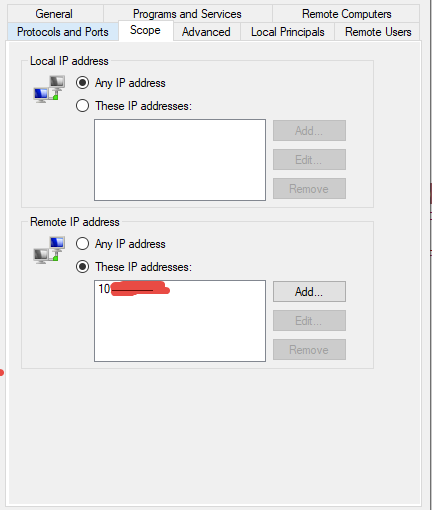 General
Programs and Services
Remote Computers
Protocols and Ports
Scope
Advanced
Local Principals
Remote Users
Local IP address
Any IP address
These IP addresses:
Add...
Edit...
Remove
Remote IP address
Any IP address
These IP addresses:
10
Add...
Edit...
Remove